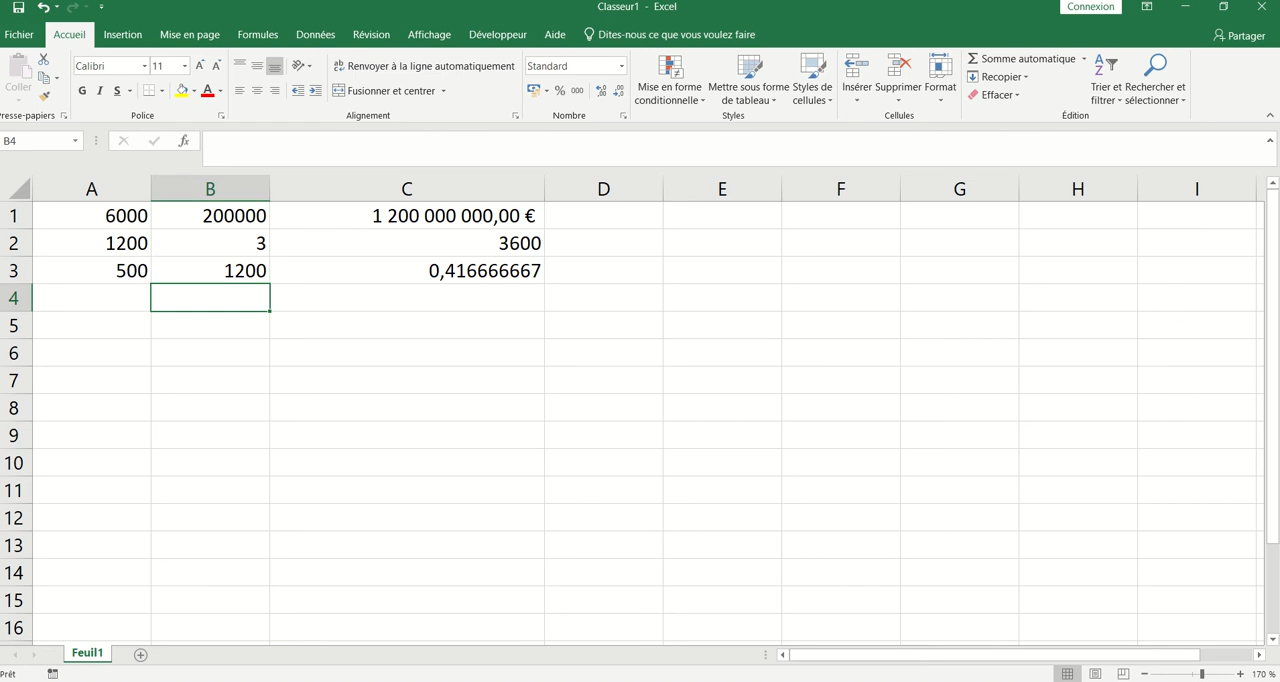 Classeur1 - Excel
Connexion
Fichier Accueil Insertion Mise en page Formules Données Révision Affichage Développeur Aide Dites-nous ce que vous voulez faire Partager
Coller
Calibri 11
Renvoyer à la ligne automatiquement
Standard
G I S
Fusionner et centrer
% 000
Mise en forme conditionnelle
Mettre sous forme de tableau
Styles de cellules
Insérer Supprimer Format
Somme automatique
Recopier
Effacer
Trier et filtrer
Rechercher et sélectionner
resse-papiers Police Alignement Nombre Styles Cellules Édition
B4 fx
A B C D E F G H I
1 6000 200000 1 200 000 000,00 €
2 1200 3 3600
3 500 1200 0,416666667
4
5
6
7
8
9
10
11
12
13
14
15
16
Feuil1
Prêt 170 %